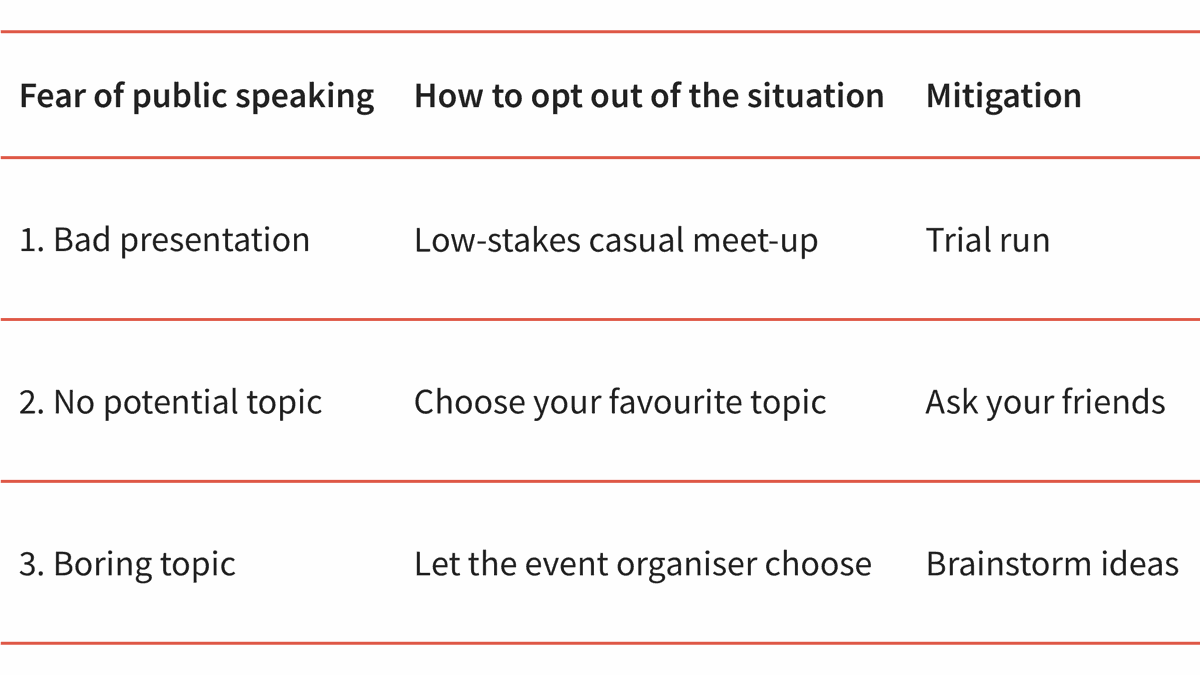 Fear of public speaking How to opt out of the situation Mitigation
1. Bad presentation Low-stakes casual meet-up Trial run
2. No potential topic Choose your favourite topic Ask your friends
3. Boring topic Let the event organiser choose Brainstorm ideas